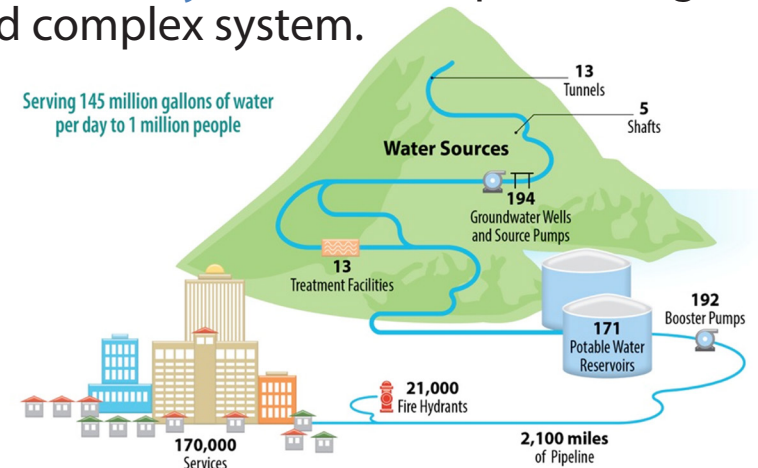 d complex system.
Serving 145 million gallons of water
per day to 1 million people
13
Tunnels
5
Shafts
Water Sources
194
Groundwater Wells
and Source Pumps
13
Treatment Facilities
192
Booster Pumps
171
Potable Water
Reservoirs
21,000
Fire Hydrants
170,000
Services
2,100 miles
of Pipeline